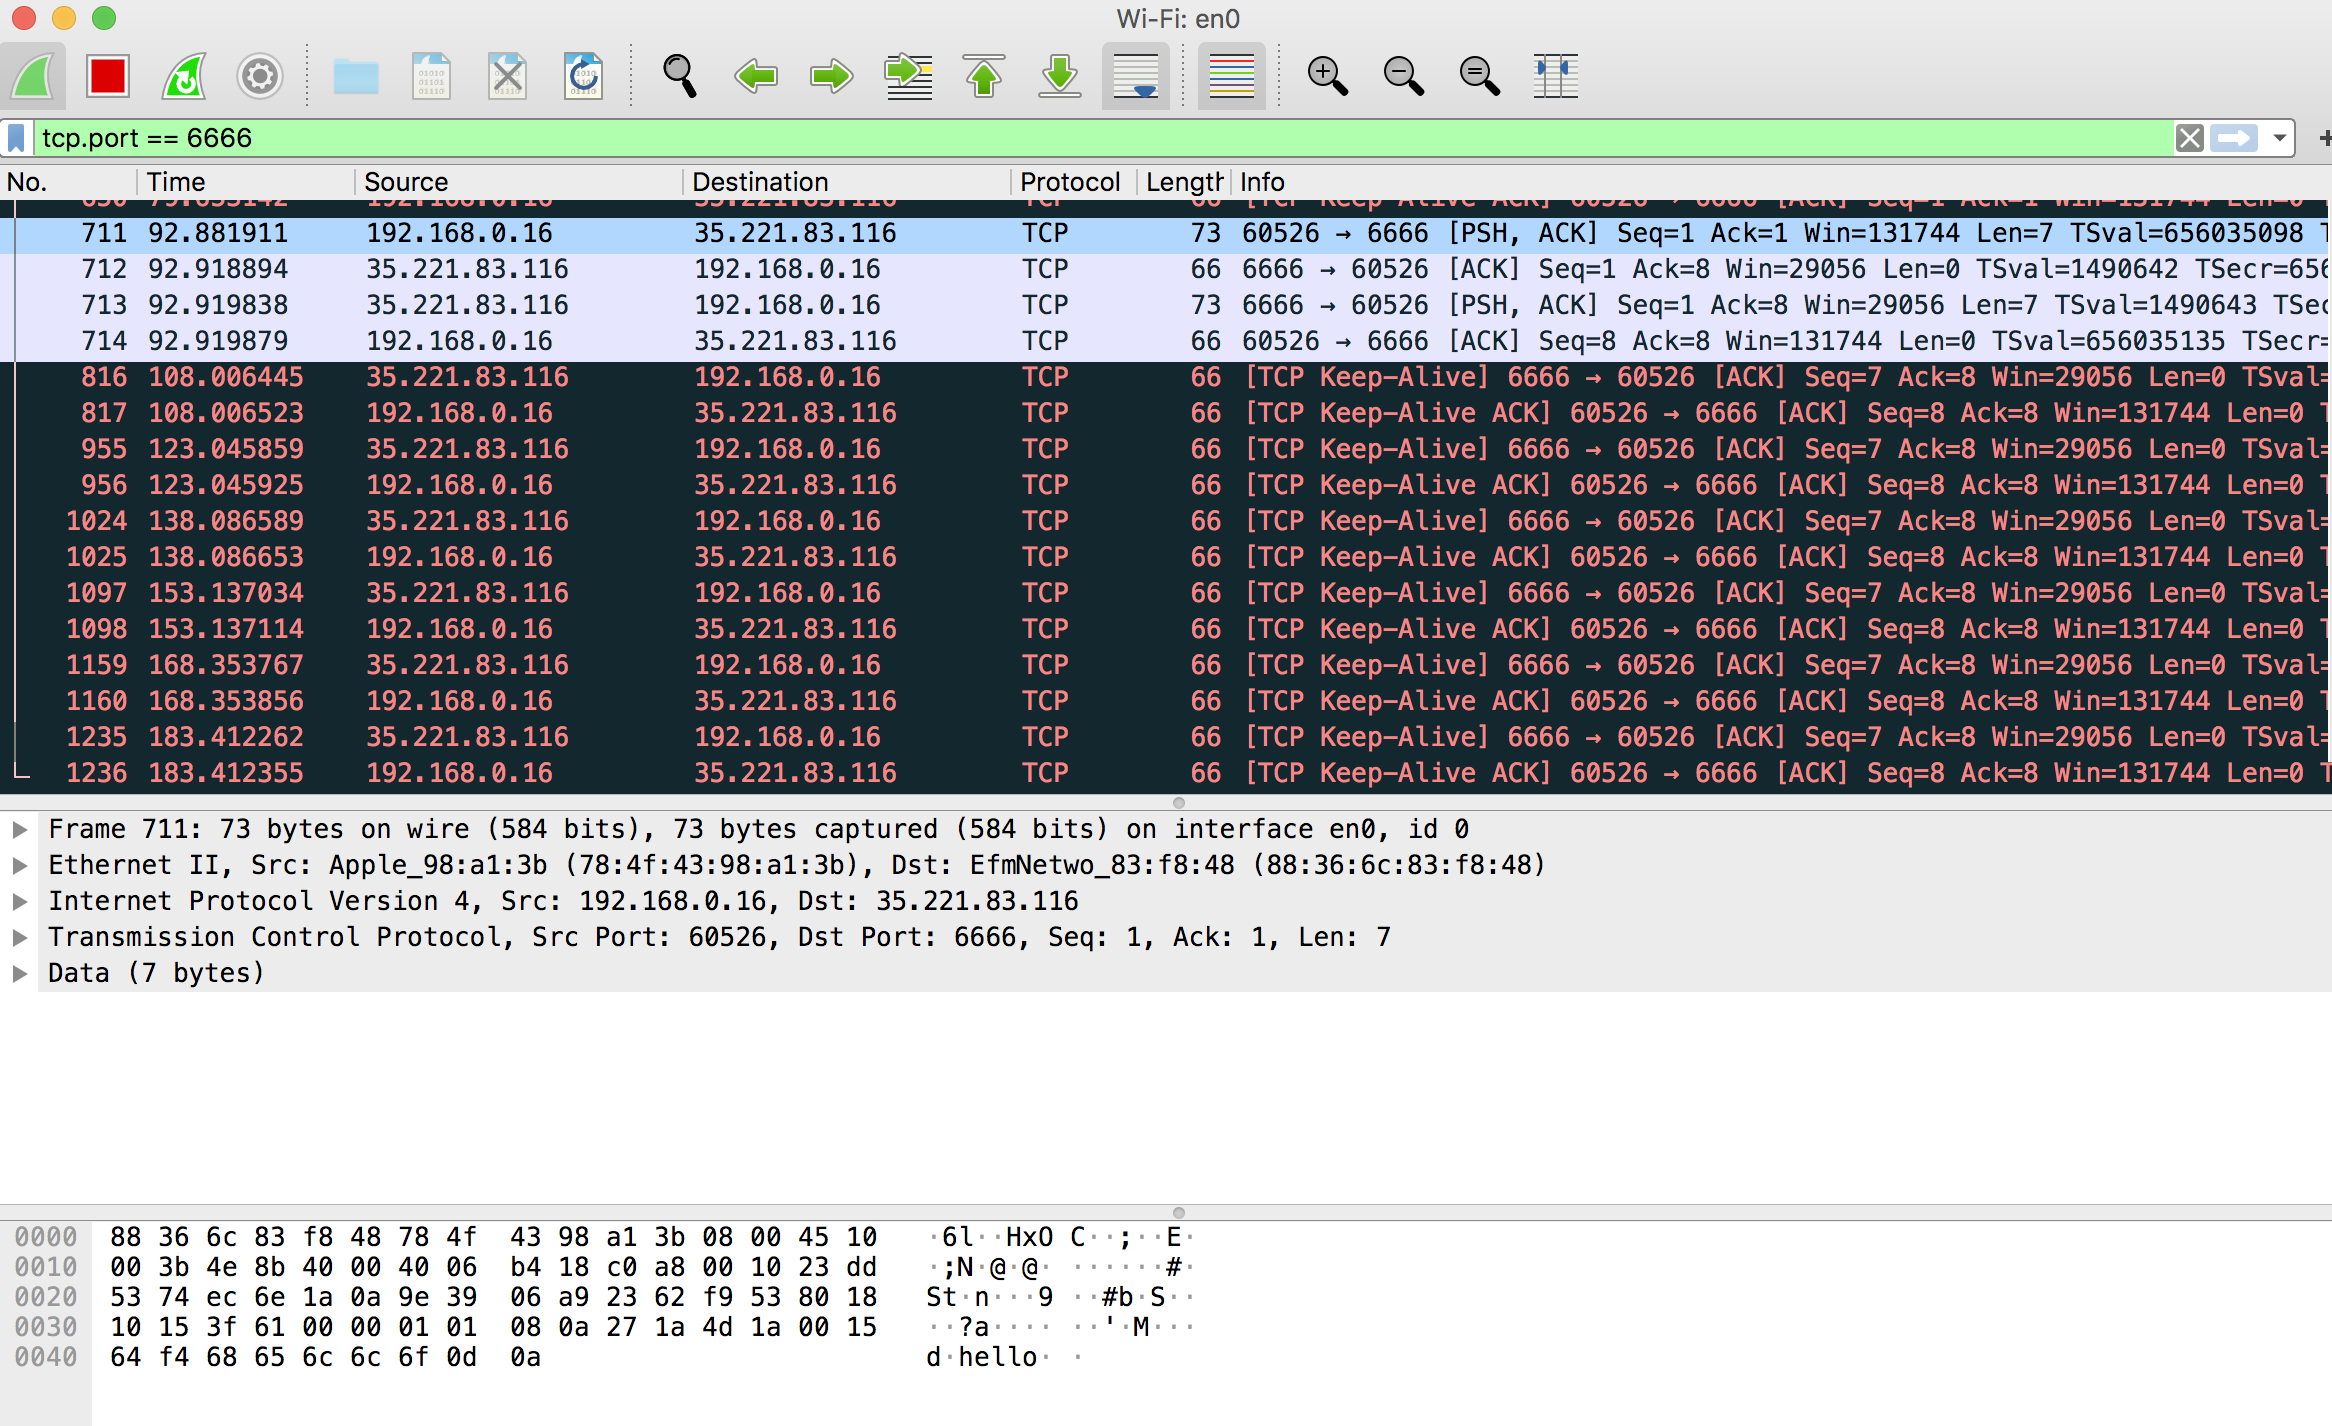 Wi-Fi: en0
tcp.port == 6666
No. Time Source Destination Protocol Length Info
711 92.881911 192.168.0.16 35.221.83.116 TCP 73 60526 → 6666 [PSH, ACK] Seq=1 Ack=1 Win=131744 Len=7 TSval=656035098
712 92.918894 35.221.83.116 192.168.0.16 TCP 66 6666 → 60526 [ACK] Seq=1 Ack=8 Win=29056 Len=0 TSval=1490642 TSecr=656
713 92.919838 35.221.83.116 192.168.0.16 TCP 73 6666 → 60526 [PSH, ACK] Seq=1 Ack=8 Win=29056 Len=7 TSval=1490643
714 92.919879 192.168.0.16 35.221.83.116 TCP 66 60526 → 6666 [ACK] Seq=8 Ack=8 Win=131744 Len=0 TSval=656035135 TSecr=
816 108.006445 35.221.83.116 192.168.0.16 TCP 66 [TCP Keep-Alive] 6666 → 60526 [ACK] Seq=7 Ack=8 Win=29056 Len=0 TSval=
817 108.006523 192.168.0.16 35.221.83.116 TCP 66 [TCP Keep-Alive ACK] 60526 → 6666 [ACK] Seq=8 Ack=8 Win=131744 Len=0
955 123.045859 35.221.83.116 192.168.0.16 TCP 66 [TCP Keep-Alive] 6666 → 60526 [ACK] Seq=7 Ack=8 Win=29056 Len=0 TSval=
956 123.045925 192.168.0.16 35.221.83.116 TCP 66 [TCP Keep-Alive ACK] 60526 → 6666 [ACK] Seq=8 Ack=8 Win=131744 Len=0
1024 138.086589 35.221.83.116 192.168.0.16 TCP 66 [TCP Keep-Alive] 6666 → 60526 [ACK] Seq=7 Ack=8 Win=29056 Len=0 TSval=
1025 138.086653 192.168.0.16 35.221.83.116 TCP 66 [TCP Keep-Alive ACK] 60526 → 6666 [ACK] Seq=8 Ack=8 Win=131744 Len=0
1097 153.137034 35.221.83.116 192.168.0.16 TCP 66 [TCP Keep-Alive] 6666 → 60526 [ACK] Seq=7 Ack=8 Win=29056 Len=0 TSval=
1098 153.137114 192.168.0.16 35.221.83.116 TCP 66 [TCP Keep-Alive ACK] 60526 → 6666 [ACK] Seq=8 Ack=8 Win=131744 Len=0
1159 168.353767 35.221.83.116 192.168.0.16 TCP 66 [TCP Keep-Alive] 6666 → 60526 [ACK] Seq=7 Ack=8 Win=29056 Len=0 TSval=
1160 168.353856 192.168.0.16 35.221.83.116 TCP 66 [TCP Keep-Alive ACK] 60526 → 6666 [ACK] Seq=8 Ack=8 Win=131744 Len=0
1235 183.412262 35.221.83.116 192.168.0.16 TCP 66 [TCP Keep-Alive] 6666 → 60526 [ACK] Seq=7 Ack=8 Win=29056 Len=0 TSval=
1236 183.412355 192.168.0.16 35.221.83.116 TCP 66 [TCP Keep-Alive ACK] 60526 → 6666 [ACK] Seq=8 Ack=8 Win=131744 Len=0
Frame 711: 73 bytes on wire (584 bits), 73 bytes captured (584 bits) on interface en0, id 0
Ethernet II, Src: Apple_98:a1:3b (78:4f:43:98:a1:3b), Dst: EfmNetwo_83:f8:48 (88:36:6c:83:f8:48)
Internet Protocol Version 4, Src: 192.168.0.16, Dst: 35.221.83.116
Transmission Control Protocol, Src Port: 60526, Dst Port: 6666, Seq: 1, Ack: 1, Len: 7
Data (7 bytes)
0000 88 36 6c 83 f8 48 78 4f 43 98 a1 3b 08 00 45 10 ·6l··HxO C··;··E·
0010 00 3b 4e 8b 40 00 40 06 b4 18 c0 a8 00 10 23 dd ·;N·@·@· ······#·
0020 53 74 ec 6e 1a 0a 9e 39 06 a9 23 62 f9 53 80 18 St·n···9 ··#b·S··
0030 10 15 3f 61 00 00 01 01 08 0a 27 1a 4d 1a 00 15 ··?a···· ··'·M···
0040 64 f4 68 65 6c 6c 6f 0d 0a d·hello· ·